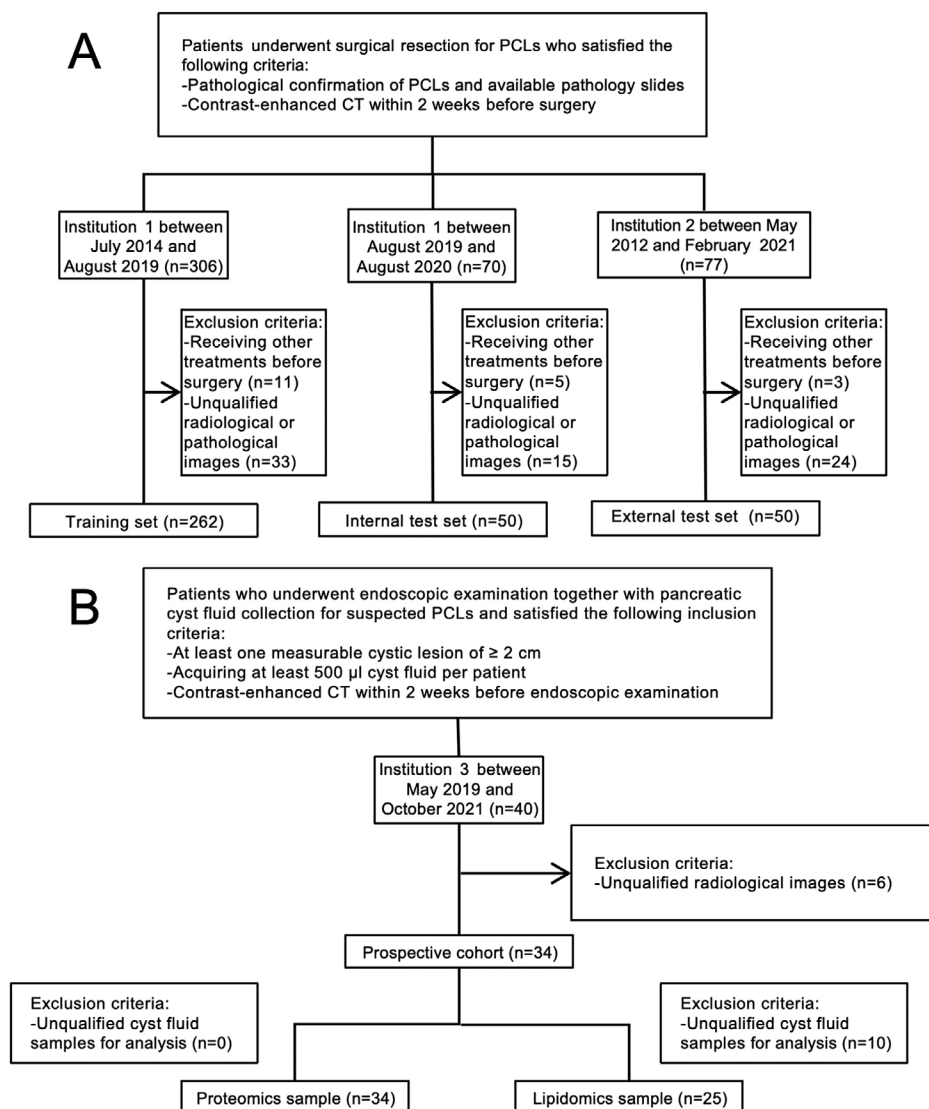 A
Patients underwent surgical resection for PCLs who satisfied the
following criteria:
-Pathological confirmation of PCLs and available pathology slides
-Contrast-enhanced CT within 2 weeks before surgery
Institution 1 between
July 2014 and
August 2019 (n=306)
Institution 1 between
August 2019 and
August 2020 (n=70)
Institution 2 between May
2012 and February 2021
(n=77)
Exclusion criteria:
-Receiving other
treatments before
surgery (n=11)
-Unqualified
radiological or
pathological
images (n=33)
Exclusion criteria:
-Receiving other
treatments before
surgery (n=5)
-Unqualified
radiological or
pathological
images (n=15)
Exclusion criteria:
-Receiving other
treatments before
surgery (n=3)
-Unqualified
radiological or
pathological
images (n=24)
Training set (n=262)
Internal test set (n=50)
External test set (n=50)
B
Patients who underwent endoscopic examination together with pancreatic
cyst fluid collection for suspected PCLs and satisfied the following inclusion
criteria:
-At least one measurable cystic lesion of ≥ 2 cm
-Acquiring at least 500 µl cyst fluid per patient
-Contrast-enhanced CT within 2 weeks before endoscopic examination
Institution 3 between
May 2019 and
October 2021 (n=40)
Exclusion criteria:
-Unqualified radiological images (n=6)
Prospective cohort (n=34)
Exclusion criteria:
-Unqualified cyst fluid
samples for analysis (n=0)
Exclusion criteria:
-Unqualified cyst fluid
samples for analysis (n=10)
Proteomics sample (n=34)
Lipidomics sample (n=25)